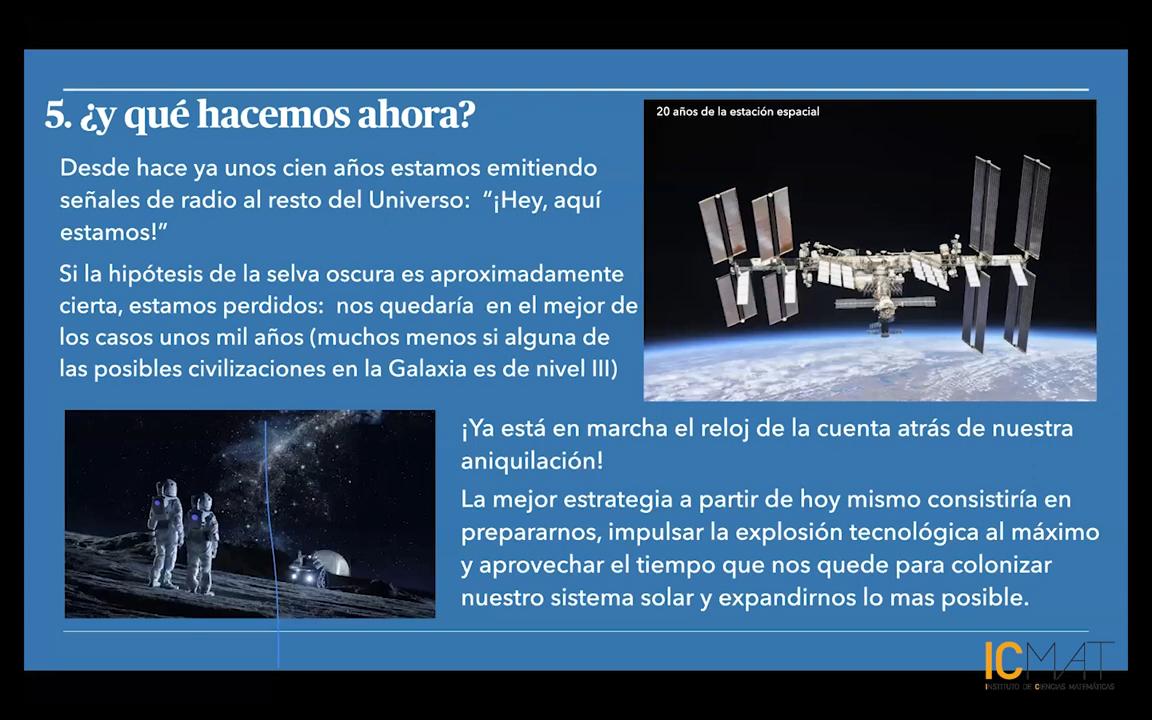 5. ¿y qué hacemos ahora?
20 años de la estación espacial
Desde hace ya unos cien años estamos emitiendo
señales de radio al resto del Universo: “¡Hey, aquí
estamos!”
Si la hipótesis de la selva oscura es aproximadamente
cierta, estamos perdidos: nos quedaría en el mejor de
los casos unos mil años (muchos menos si alguna de
las posibles civilizaciones en la Galaxia es de nivel III)
¡Ya está en marcha el reloj de la cuenta atrás de nuestra
aniquilación!
La mejor estrategia a partir de hoy mismo consistiría en
prepararnos, impulsar la explosión tecnológica al máximo
y aprovechar el tiempo que nos quede para colonizar
nuestro sistema solar y expandirnos lo mas posible.
ICMAT
INSTITUTO DE CIENCIAS MATEMÁTICAS